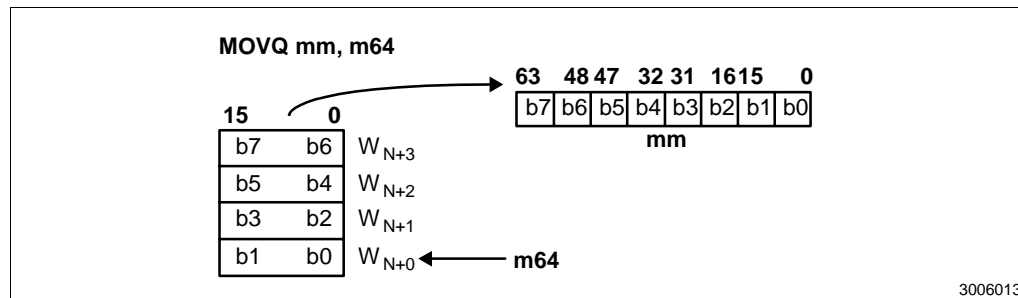 MOVQ mm, m64
63 48 47 32 31 16 15 0
b7 b6 b5 b4 b3 b2 b1 b0
mm
15 0
b7 b6 W N+3
b5 b4 W N+2
b3 b2 W N+1
b1 b0 W N+0 m64
3006013